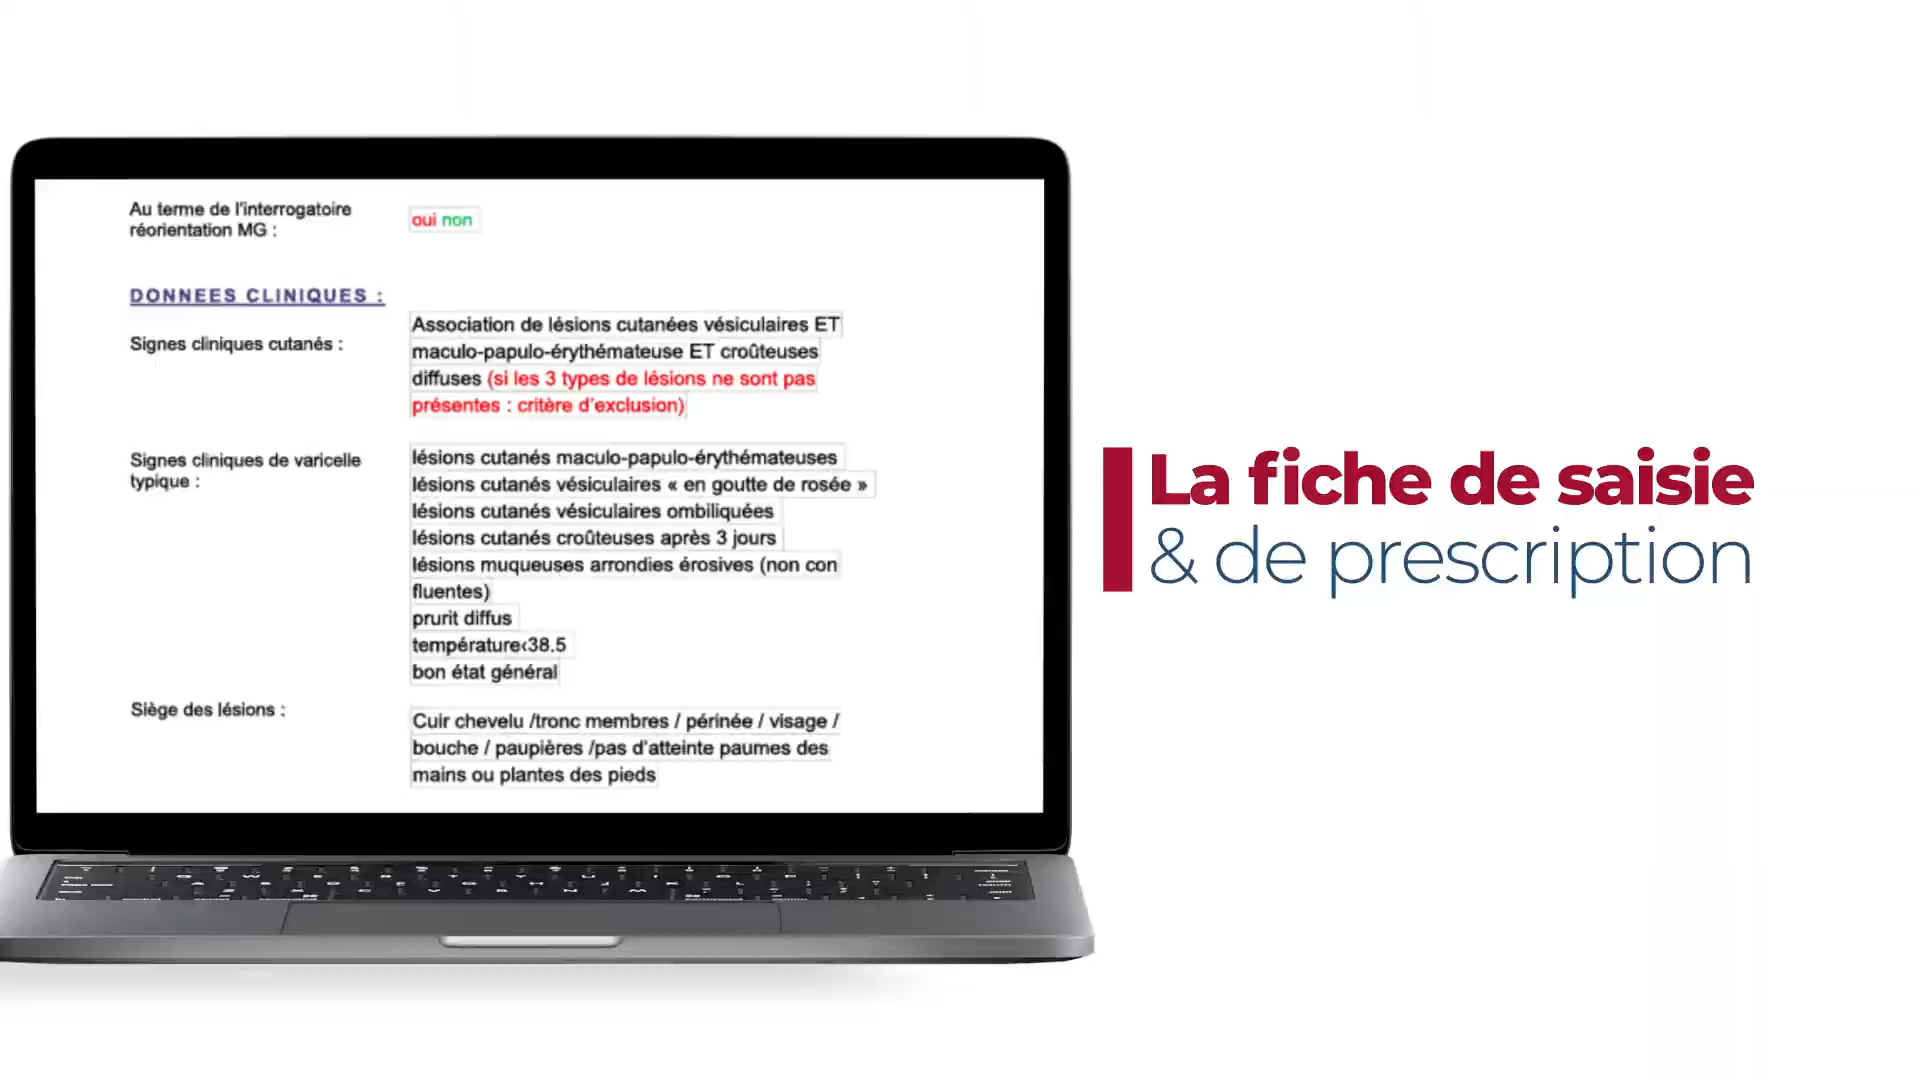 Au terme de l'interrogatoire
réorientation MG :
oui non
DONNEES CLINIQUES :
Signes cliniques cutanés :
Association de lésions cutanées vésiculaires ET
maculo-papulo-érythémateuse ET croûteuses
diffuses (si les 3 types de lésions ne sont pas
présentes : critère d'exclusion)
Signes cliniques de varicelle
typique :
lésions cutanés maculo-papulo-érythémateuses
lésions cutanés vésiculaires « en goutte de rosée »
lésions cutanés vésiculaires ombiliquées
lésions cutanés croûteuses après 3 jours
lésions muqueuses arrondies érosives (non con
fluentes)
prurit diffus
température‹38.5
bon état général
Siège des lésions :
Cuir chevelu /tronc membres / périnée / visage /
bouche / paupières /pas d'atteinte paumes des
mains ou plantes des pieds
La fiche de saisie
& de prescription